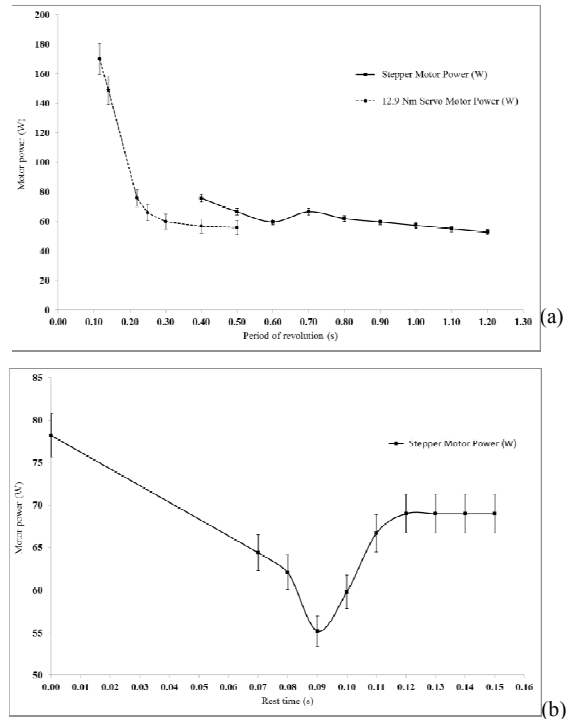 200
180
160
140
120
100
80
60
40
20
0
Motor power (W)
Stepper Motor Power (W)
12.9 Nm Servo Motor Power (W)
0.00 0.10 0.20 0.30 0.40 0.50 0.60 0.70 0.80 0.90 1.00 1.10 1.20 1.30
Period of revolution (s)
(a)
85
80
75
70
65
60
55
50
Motor power (W)
Stepper Motor Power (W)
0.00 0.01 0.01 0.02 0.03 0.04 0.05 0.06 0.07 0.08 0.09 0.10 0.11 0.12 0.13 0.14 0.15 0.16
Rest time (s)
(b)